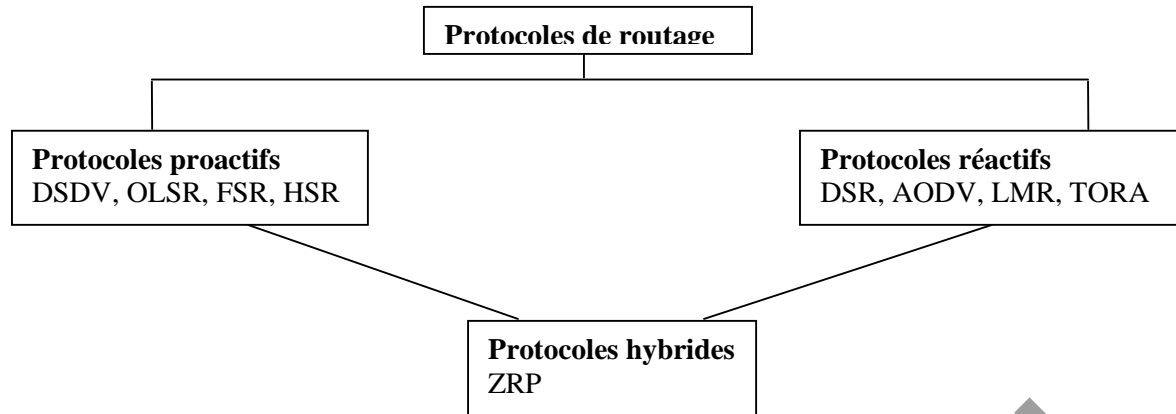 Protocoles de routage
Protocoles proactifs
DSDV, OLSR, FSR, HSR
Protocoles réactifs
DSR, AODV, LMR, TORA
Protocoles hybrides
ZRP